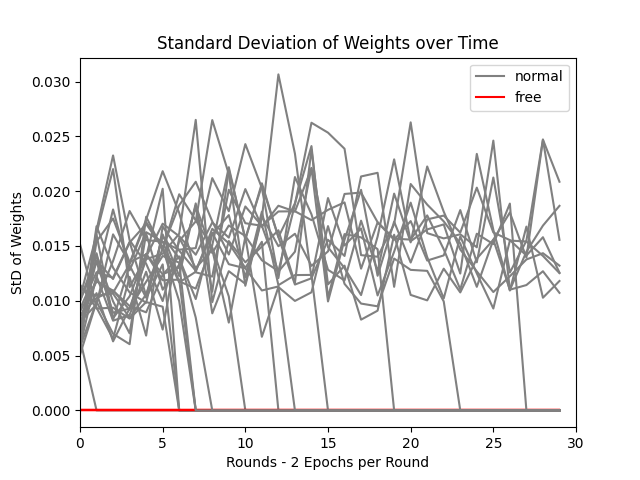 Standard Deviation of Weights over Time
normal
free
StD of Weights
0.030
0.025
0.020
0.015
0.010
0.005
0.000
0 5 10 15 20 25 30
Rounds - 2 Epochs per Round